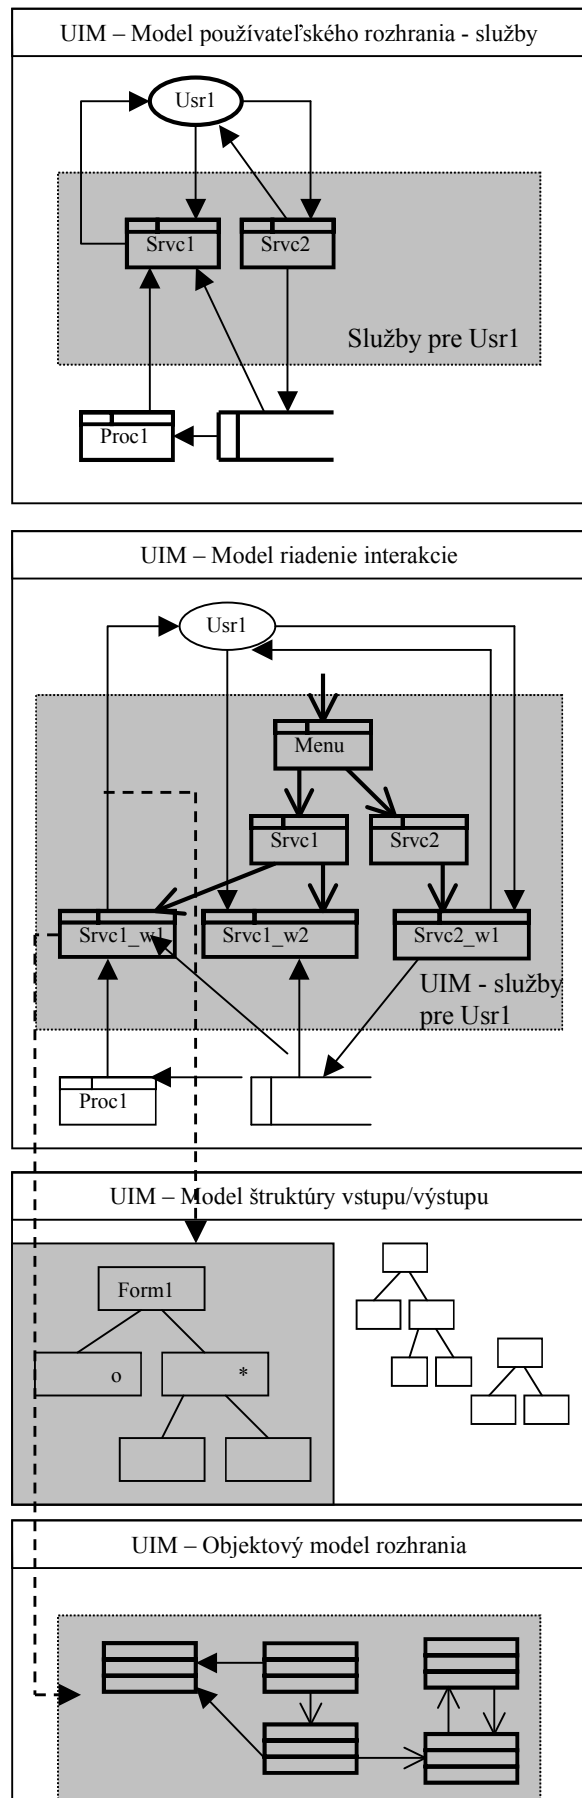 UIM – Model používateľského rozhrania - služby
Usr1
Srvc1
Srvc2
Služby pre Usr1
Proc1
UIM – Model riadenie interakcie
Usr1
Menu
Srvc1
Srvc2
Srvc1_w1
Srvc1_w2
Srvc2_w1
UIM - služby
pre Usr1
Proc1
UIM – Model štruktúry vstupu/výstupu
Form1
o
*
UIM – Objektový model rozhrania